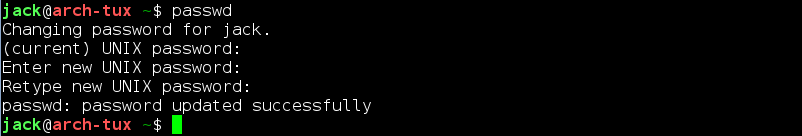 jack@arch-tux ~$ passwd
Changing password for jack.
(current) UNIX password:
Enter new UNIX password:
Retype new UNIX password:
passwd: password updated successfully
jack@arch-tux ~$